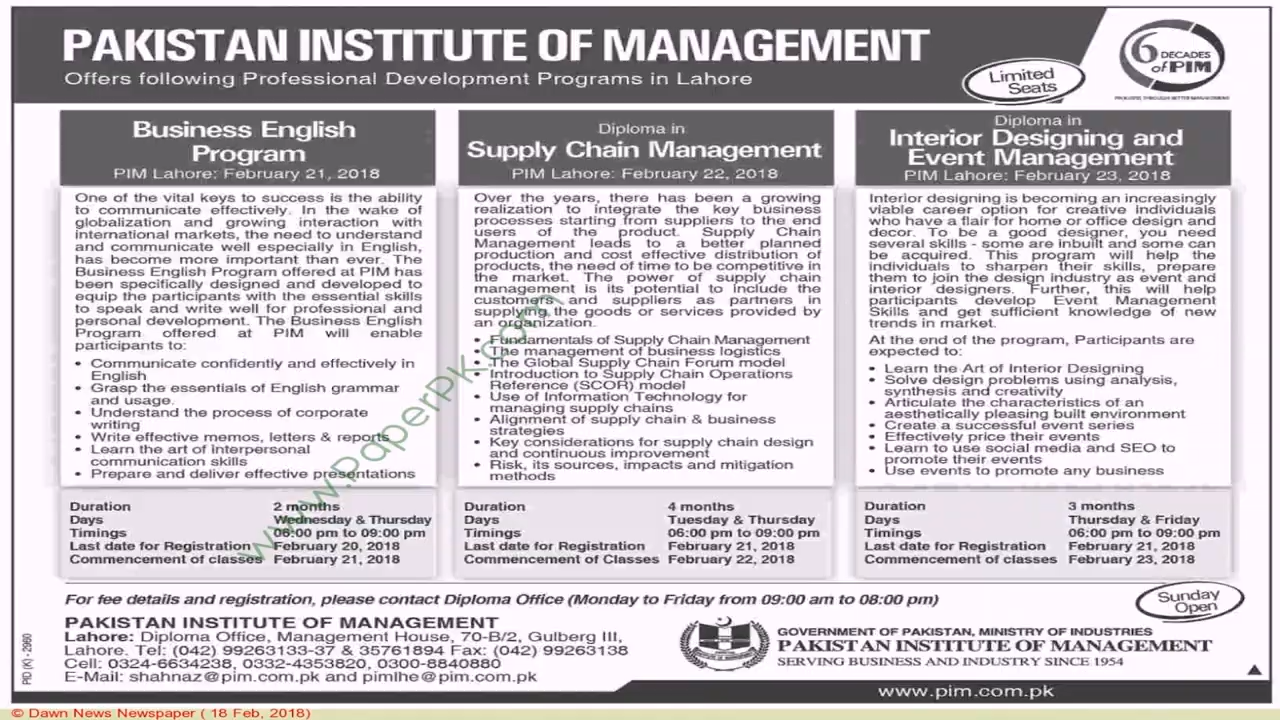 PAKISTAN INSTITUTE OF MANAGEMENT
Offers following Professional Development Programs in Lahore
Limited
Seats
6 DECADES
of PIM
Business English
Program
PIM Lahore: February 21, 2018
One of the vital keys to success is the ability
to communicate effectively. In the wake of
globalization and growing interaction with
international markets, the need to understand
and communicate well especially in English,
has become more important than ever. The
Business English Program offered at PIM has
been specifically designed and developed to
equip the participants with the essential skills
to speak and write well for professional and
personal development. The Business English
Program offered at PIM will enable
participants to:
• Communicate confidently and effectively in
English
• Grasp the essentials of English grammar
and usage.
• Understand the process of corporate
writing
• Write effective memos, letters & reports
• Learn the art of interpersonal
communication skills
• Prepare and deliver effective presentations
Duration 2 months
Days Wednesday & Thursday
Timings 06:00 pm to 09:00 pm
Last date for Registration February 20, 2018
Commencement of classes February 21, 2018
Diploma in
Supply Chain Management
PIM Lahore: February 22, 2018
Over the years, there has been a growing
realization to integrate the key business
processes starting from suppliers to the end
users of the product. Supply Chain
Management leads to a better planned
production and cost effective distribution of
products, the need of time to be competitive in
the market. The power of supply chain
management is its potential to include the
customers and suppliers as partners in
supplying the goods or services provided by
an organization.
• Fundamentals of Supply Chain Management
• The management of business logistics
• The Global Supply Chain Forum model
• Introduction to Supply Chain Operations
Reference (SCOR) model
• Use of Information Technology for
managing supply chains
• Alignment of supply chain & business
strategies
• Key considerations for supply chain design
and continuous improvement
• Risk, its sources, impacts and mitigation
methods
Duration 4 months
Days Tuesday & Thursday
Timings 06:00 pm to 09:00 pm
Last date for Registration February 21, 2018
Commencement of Classes February 22, 2018
Diploma in
Interior Designing and
Event Management
PIM Lahore: February 23, 2018
Interior designing is becoming an increasingly
viable career option for creative individuals
who have a flair for home or office design and
decor. To be a good designer, you need
several skills - some are inbuilt and some can
be acquired. This program will help the
individuals to sharpen their skills, prepare
them to join the design industry as event and
interior designers. Further, this will help
participants develop Event Management
Skills and get sufficient knowledge of new
trends in market.
At the end of the program, Participants are
expected to:
• Learn the Art of Interior Designing
• Solve design problems using analysis,
synthesis and creativity
• Articulate the characteristics of an
aesthetically pleasing built environment
• Create a successful event series
• Effectively price their events
• Learn to use social media and SEO to
promote their events
• Use events to promote any business
Duration 3 months
Days Thursday & Friday
Timings 06:00 pm to 09:00 pm
Last date for Registration February 21, 2018
Commencement of classes February 23, 2018
www.PaperPK.com
For fee details and registration, please contact Diploma Office (Monday to Friday from 09:00 am to 08:00 pm)
Sunday
Open
PAKISTAN INSTITUTE OF MANAGEMENT
Lahore: Diploma Office, Management House, 70-B/2, Gulberg III,
Lahore. Tel: (042) 99263133-37 & 35761894 Fax: (042) 99263138
Cell: 0324-6634238, 0332-4353820, 0300-8840880
E-Mail: shahnaz@pim.com.pk and pimlhe@pim.com.pk
PID (K) - 2960
GOVERNMENT OF PAKISTAN, MINISTRY OF INDUSTRIES
PAKISTAN INSTITUTE OF MANAGEMENT
SERVING BUSINESS AND INDUSTRY SINCE 1954
www.pim.com.pk
© Dawn News Newspaper ( 18 Feb, 2018)